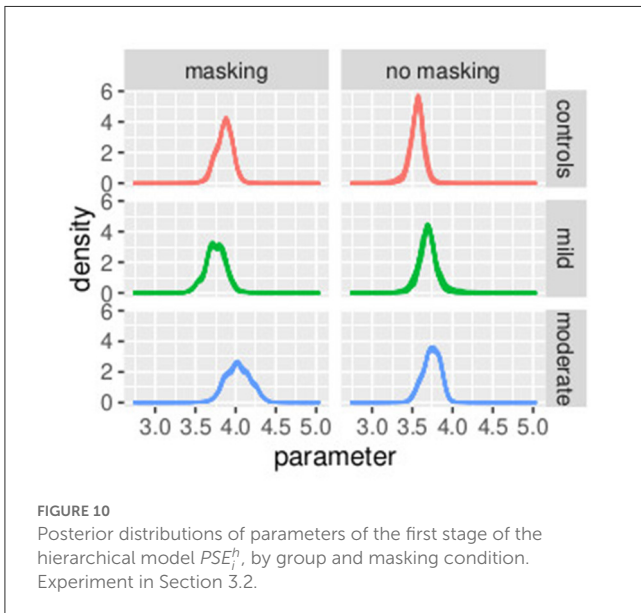 masking no masking
6
4
2
0
controls
6
4
2
0
mild
6
4
2
0
moderate
density
3.0 3.5 4.0 4.5 5.0 3.0 3.5 4.0 4.5 5.0
parameter
FIGURE 10
Posterior distributions of parameters of the first stage of the
hierarchical model PSE_i^h, by group and masking condition.
Experiment in Section 3.2.